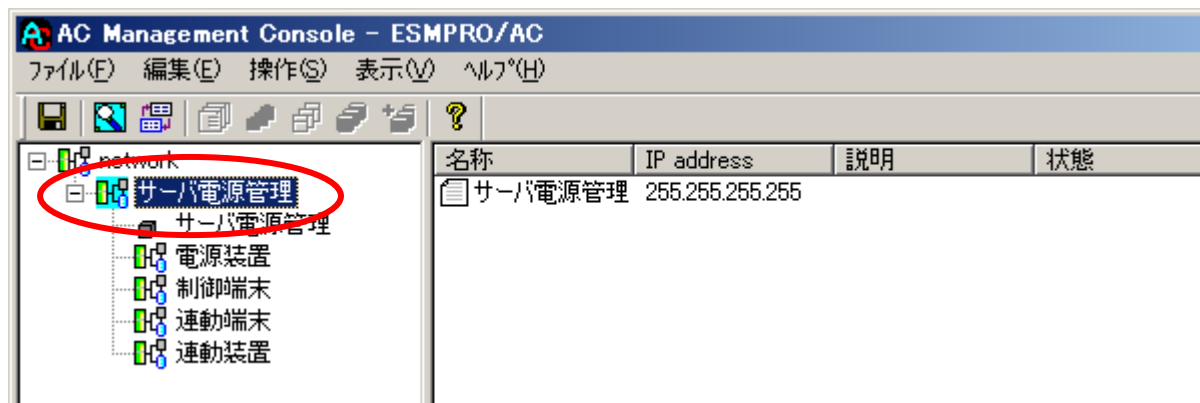 AC Management Console - ESMPRO/AC
ファイル(F) 編集(E) 操作(S) 表示(V) ヘルプ(H)
network
サーバ電源管理
サーバ電源管理
電源装置
制御端末
連動端末
連動装置
名称 IP address 説明 状態
サーバ電源管理 255.255.255.255